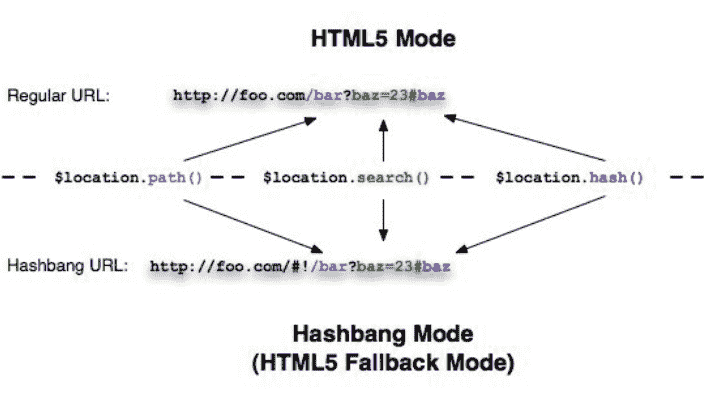 HTML5 Mode
Regular URL: http://foo.com/bar?baz=23#baz
$location.path() $location.search() $location.hash()
Hashbang URL: http://foo.com/#!/bar?baz=23#baz
Hashbang Mode
(HTML5 Fallback Mode)